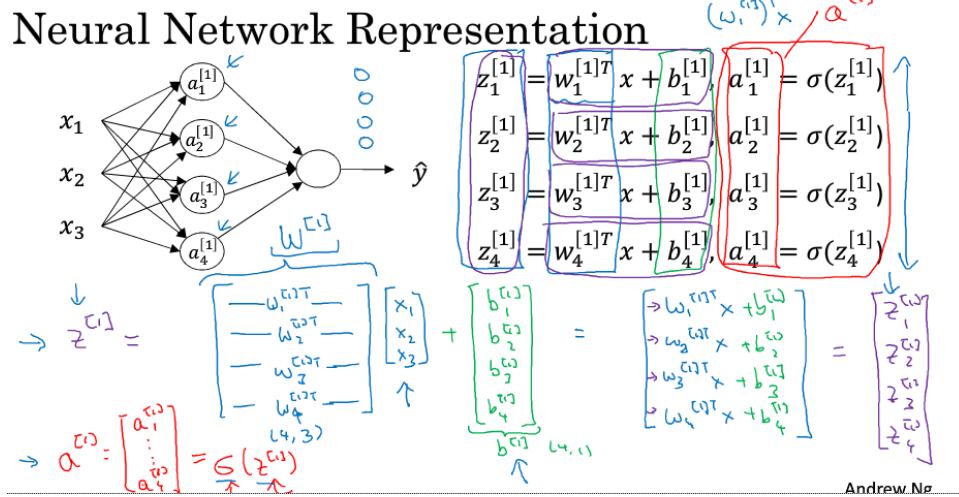 Neural Network Representation
(w₁^[1])ᵀ x
a^[1]
x₁
x₂
x₃
a₁^[1]
a₂^[1]
a₃^[1]
a₄^[1]
ŷ
z₁^[1] = w₁^[1]T x + b₁^[1], a₁^[1] = σ(z₁^[1])
z₂^[1] = w₂^[1]T x + b₂^[1], a₂^[1] = σ(z₂^[1])
z₃^[1] = w₃^[1]T x + b₃^[1], a₃^[1] = σ(z₃^[1])
z₄^[1] = w₄^[1]T x + b₄^[1], a₄^[1] = σ(z₄^[1])
W^[1]
→ z^[1] = [— w₁^[1]T — ; — w₂^[1]T — ; — w₃^[1]T — ; — w₄^[1]T —] [x₁ ; x₂ ; x₃] + [b₁^[1] ; b₂^[1] ; b₃^[1] ; b₄^[1]] = [→ w₁^[1]T x + b₁^[1] ; → w₂^[1]T x + b₂^[1] ; → w₃^[1]T x + b₃^[1] ; → w₄^[1]T x + b₄^[1]] = [z₁^[1] ; z₂^[1] ; z₃^[1] ; z₄^[1]]
(4,3)
b^[1] (4,1)
→ a^[1] = [a₁^[1] ⋮ a₄^[1]] = σ(z^[1])
Andrew Ng